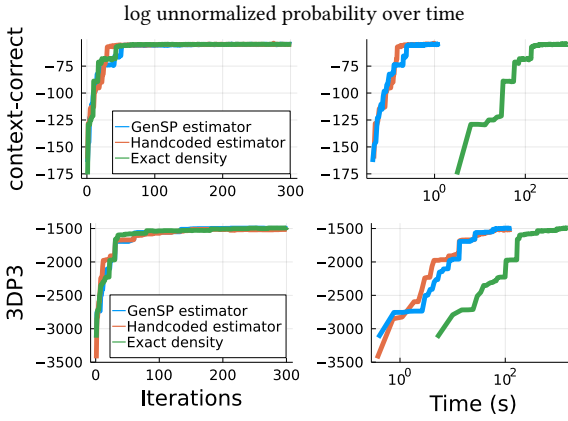 log unnormalized probability over time
context-correct
−75
−100
−125
−150
−175
GenSP estimator
Handcoded estimator
Exact density
0
100
200
300
−75
−100
−125
−150
−175
10⁰
10²
3DP3
−1500
−2000
−2500
−3000
−3500
GenSP estimator
Handcoded estimator
Exact density
0
100
200
300
Iterations
−1500
−2000
−2500
−3000
−3500
10⁰
10²
Time (s)